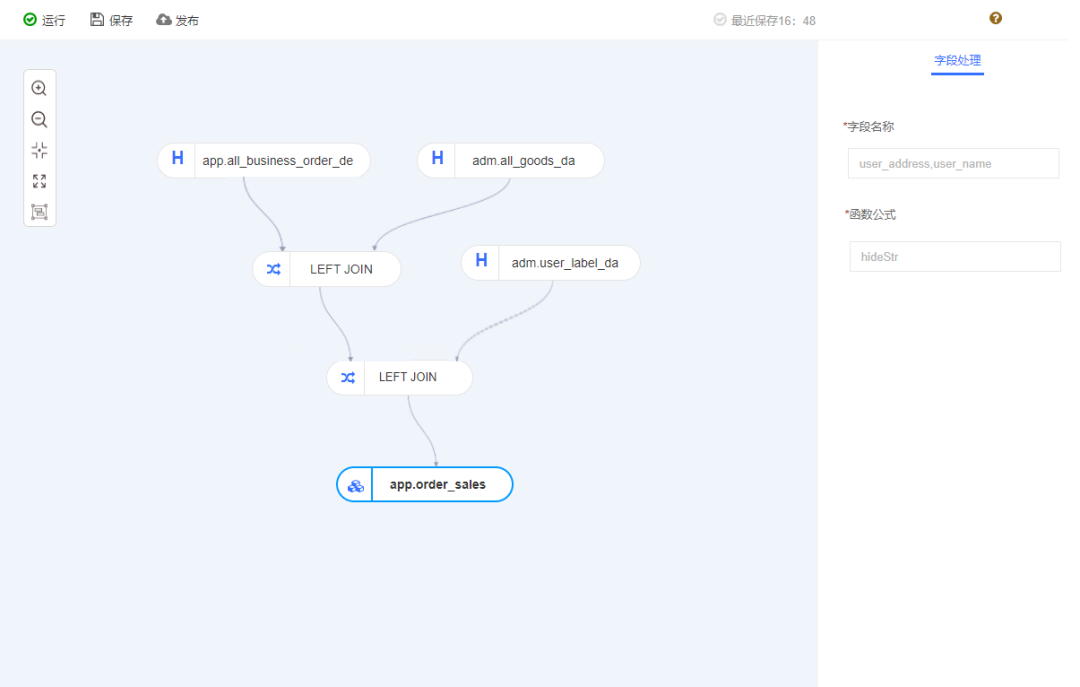 运行 保存 发布 最近保存16：48
字段处理
*字段名称
user_address,user_name
*函数公式
hideStr
H app.all_business_order_de
H adm.all_goods_da
LEFT JOIN
H adm.user_label_da
LEFT JOIN
app.order_sales